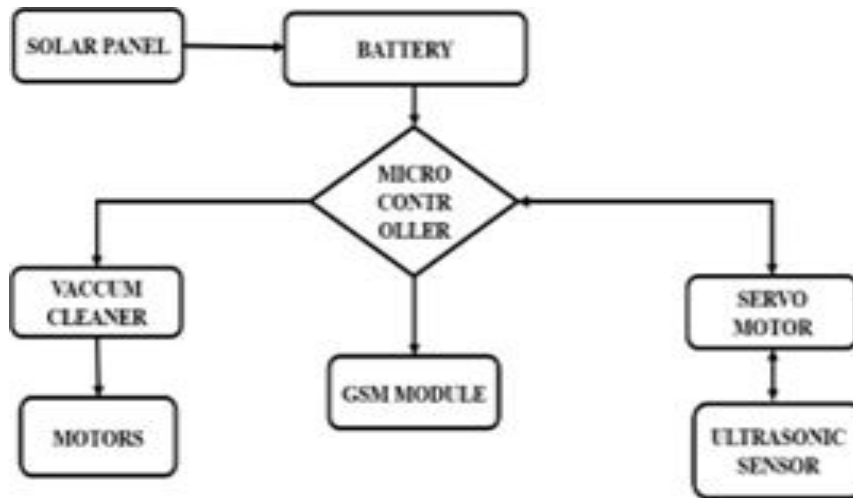 SOLAR PANEL
BATTERY
MICRO
CONTR
OLLER
VACCUM
CLEANER
SERVO
MOTOR
GSM MODULE
MOTORS
ULTRASONIC
SENSOR